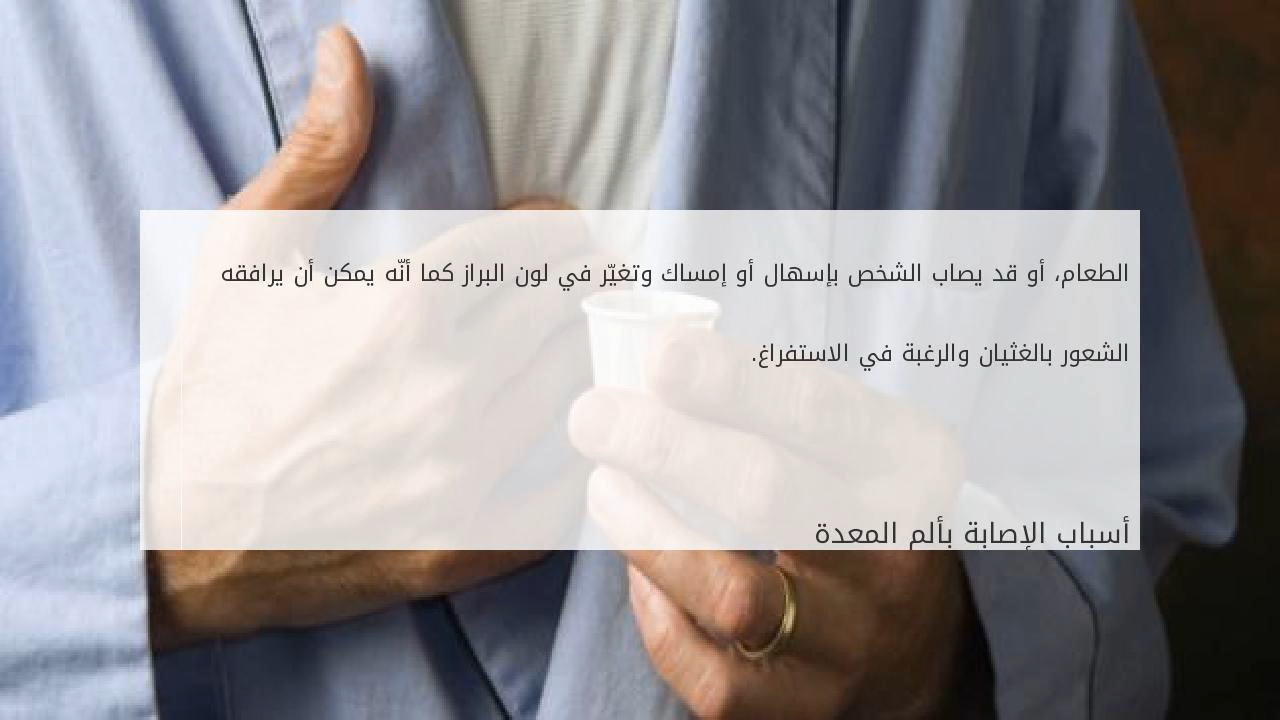 الطعام، أو قد يصاب الشخص بإسهال أو إمساك وتغيّر في لون البراز كما أنّه يمكن أن يرافقه
الشعور بالغثيان والرغبة في الاستفراغ.
أسباب الإصابة بألم المعدة